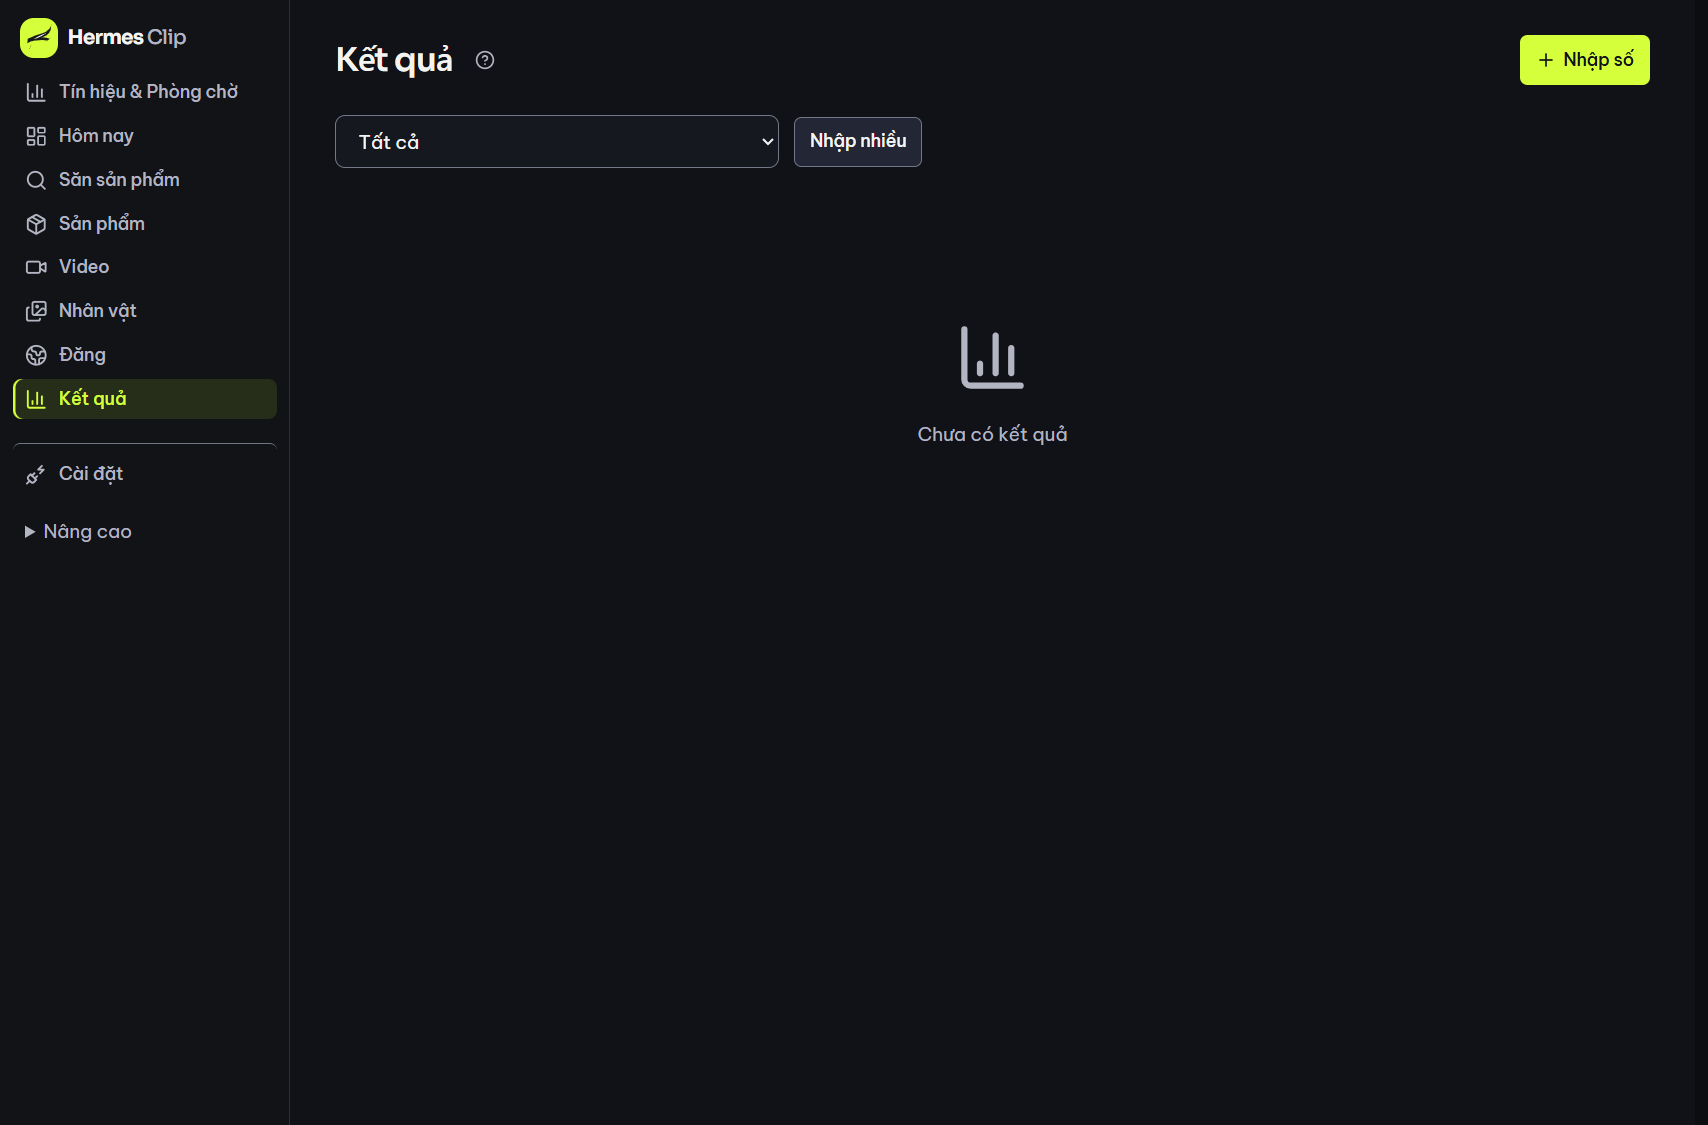 Hermes Clip
Tín hiệu & Phòng chờ
Hôm nay
Săn sản phẩm
Sản phẩm
Video
Nhân vật
Đăng
Kết quả
Cài đặt
Nâng cao
Kết quả
Nhập số
Tất cả
Nhập nhiều
Chưa có kết quả